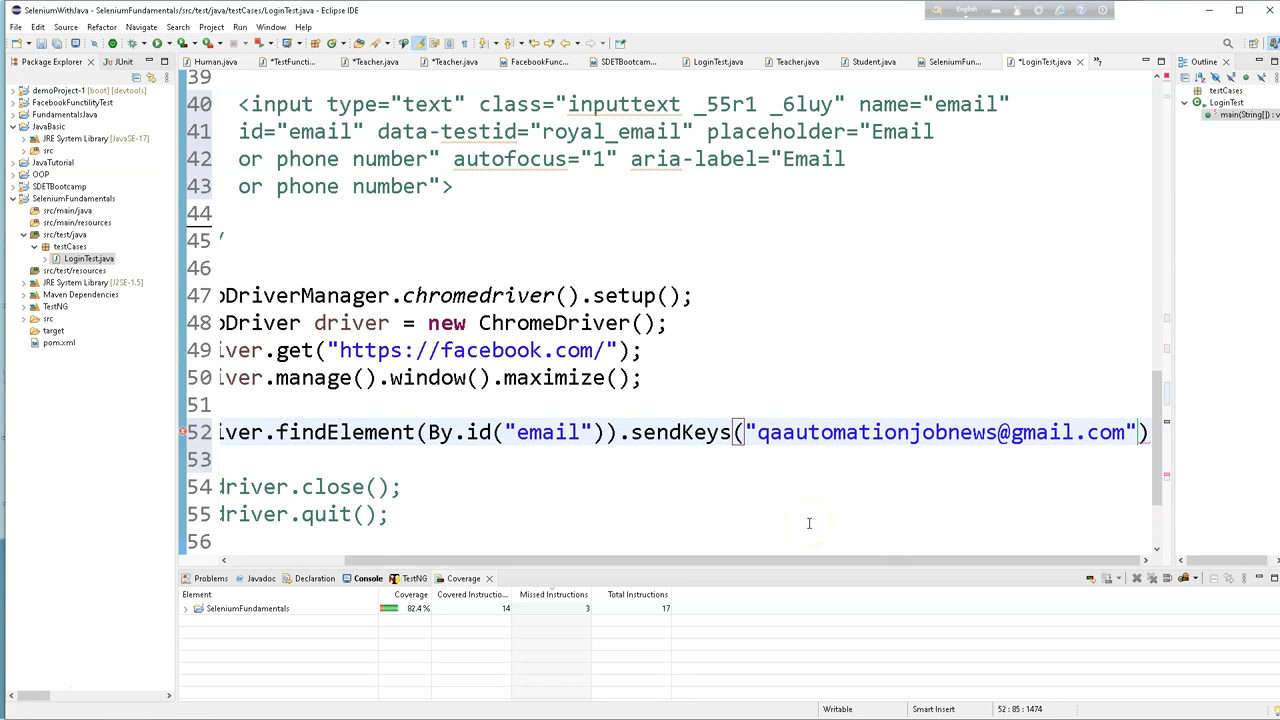 SeleniumWithJava - SeleniumFundamentals/src/test/java/testCases/LoginTest.java - Eclipse IDE
English
File Edit Source Refactor Navigate Search Project Run Window Help
Package Explorer
JUnit
Human.java
*TestFuncti...
*Teacher.java
*Teacher.java
FacebookFunc...
SDETBootcam...
LoginTest.java
Teacher.java
Student.java
SeleniumFun...
*LoginTest.java
Outline
demoProject-1 [boot] [devtools]
FacebookFunctilityTest
FundamentalsJava
JavaBasic
JRE System Library [JavaSE-17]
src
JavaTutorial
OOP
SDETBootcamp
SeleniumFundamentals
src/main/java
src/main/resources
src/test/java
testCases
LoginTest.java
src/test/resources
JRE System Library [J2SE-1.5]
Maven Dependencies
TestNG
src
target
pom.xml
39
40 <input type="text" class="inputtext _55r1 _6luy" name="email"
41 id="email" data-testid="royal_email" placeholder="Email
42 or phone number" autofocus="1" aria-label="Email
43 or phone number">
44
45 /
46
47 bDriverManager.chromedriver().setup();
48 bDriver driver = new ChromeDriver();
49 iver.get("https://facebook.com/");
50 iver.manage().window().maximize();
51
52 iver.findElement(By.id("email")).sendKeys("qaautomationjobnews@gmail.com")
53
54 driver.close();
55 driver.quit();
56
testCases
LoginTest
main(String[]) : v
Problems
Javadoc
Declaration
Console
TestNG
Coverage
Element Coverage Covered Instructio... Missed Instructions Total Instructions
SeleniumFundamentals 82.4 % 14 3 17
Writable Smart Insert 52 : 85 : 1474